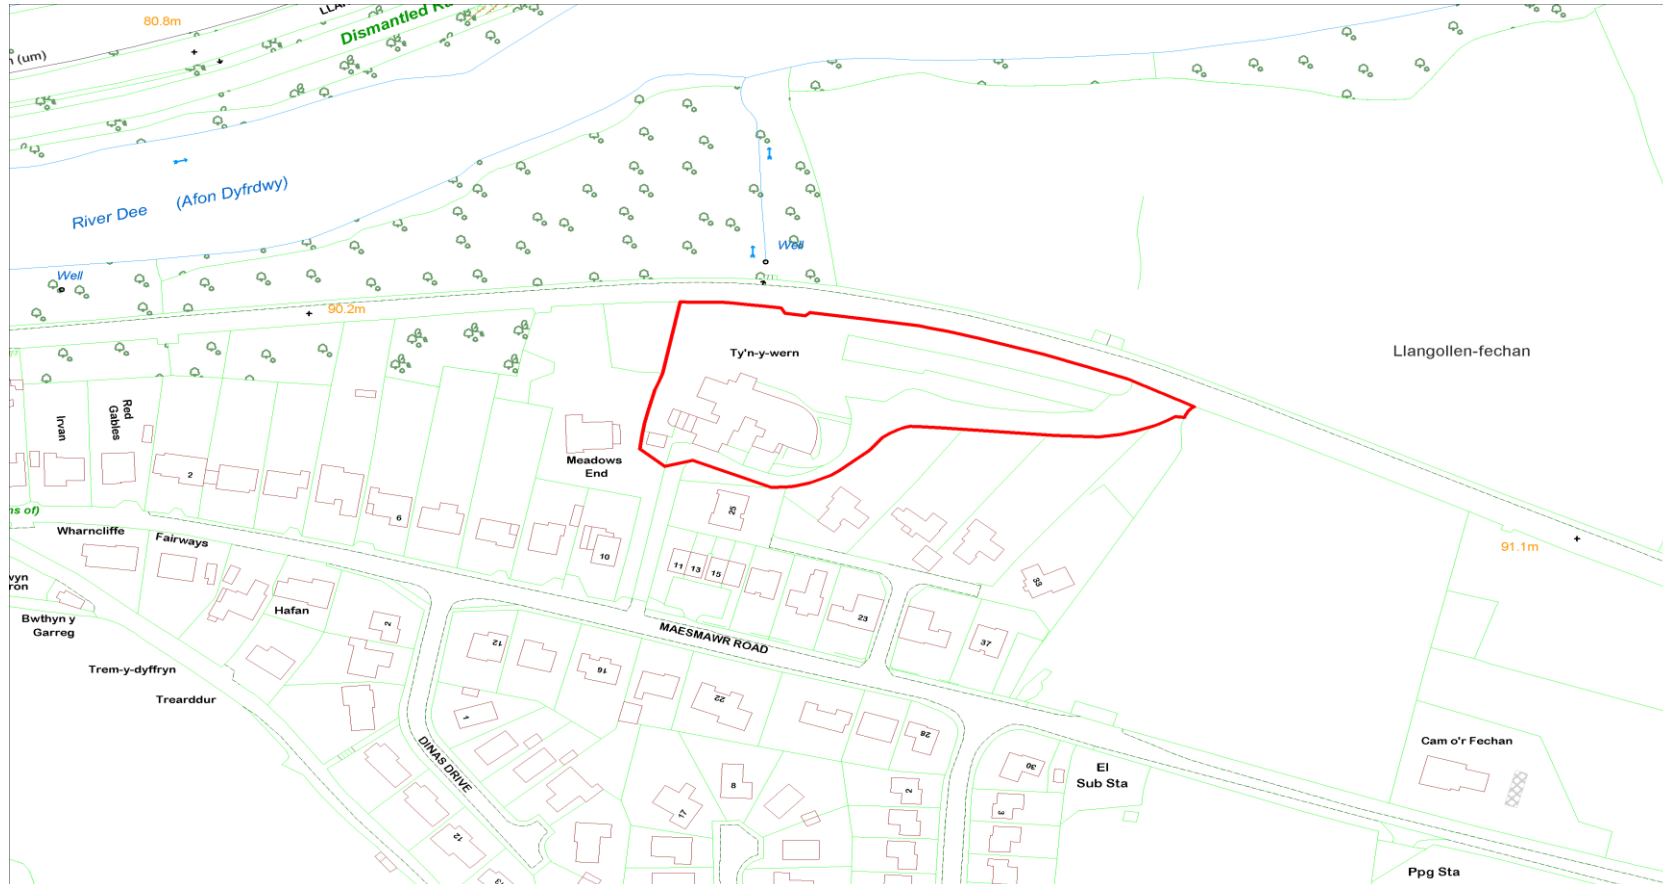 80.8m
Dismantled
(um)
River Dee (Afon Dyfrdwy)
Well
Well
90.2m
Ty'n-y-wern
Llangollen-fechan
Irvan
Red
Gables
Meadows
End
2
6
10
25
11
13
15
23
33
37
91.1m
Wharncliffe
Fairways
Hafan
2
Bwthyn y
Garreg
Trem-y-dyffryn
Trearddur
MAESMAWR ROAD
12
16
22
28
1
DINAS DRIVE
17
8
2
30
3
12
El
Sub Sta
Cam o'r Fechan
Ppg Sta